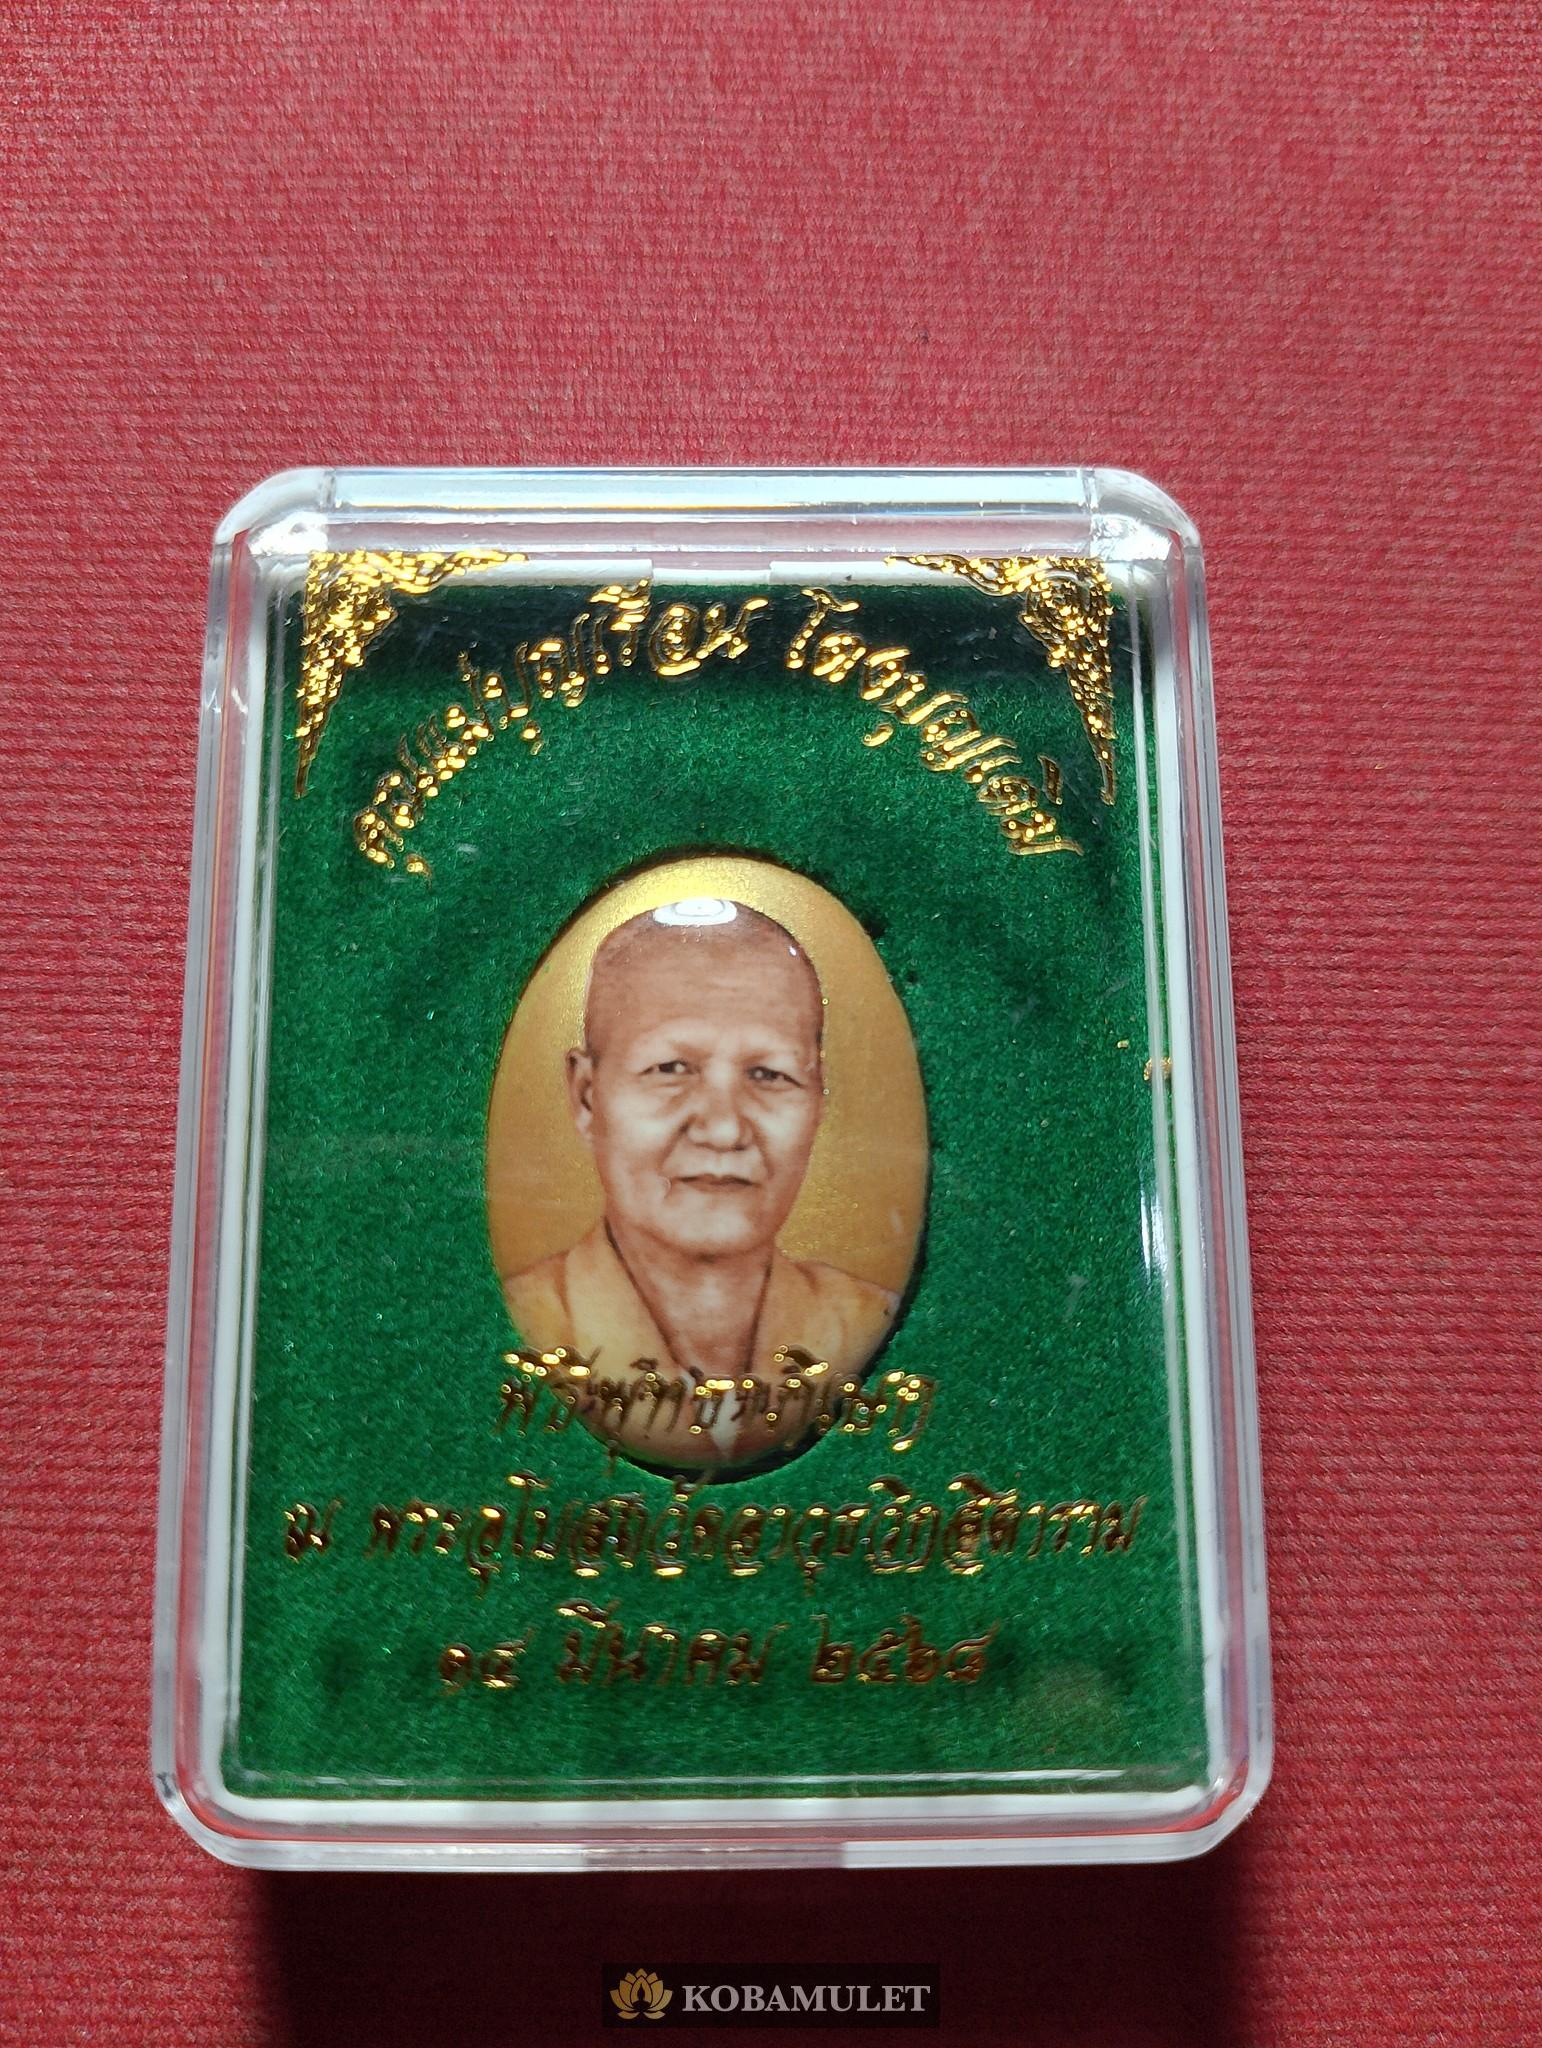 คุณแม่บุญเรือน โตงบุญเติม
พิธีพุทธาภิเษก
ณ พระอุโบสถวัดอาวุธวิกสิตาราม
๑๕ มีนาคม ๒๕๖๘
KOBAMULET